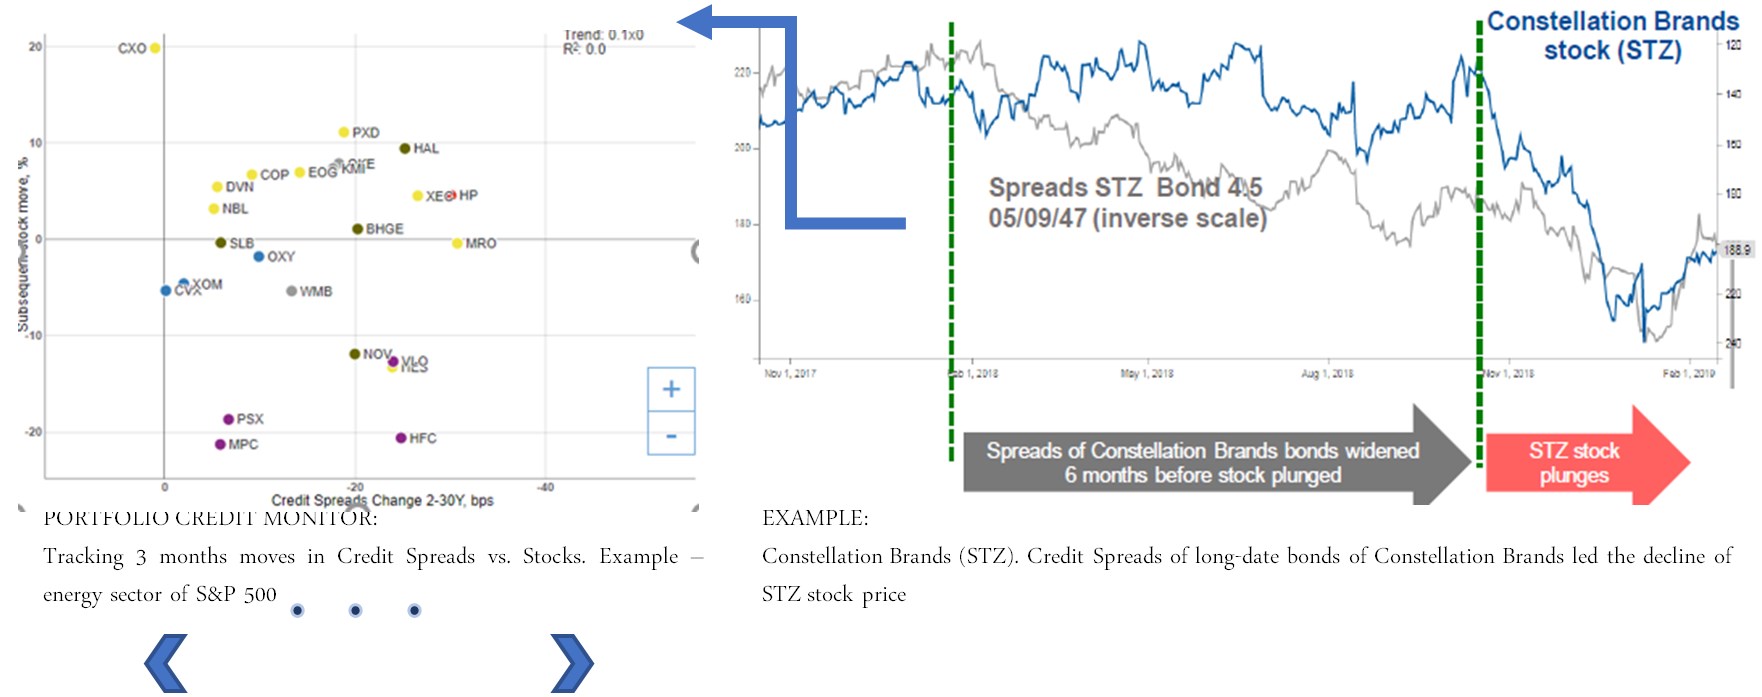 Trend: 0.1x0
R²: 0.0
20
10
0
-10
-20
Subsequent stock move, %
CXO
PXD
HAL
OKE
KMI
COP
EOG
DVN
XEC
HP
NBL
BHGE
SLB
MRO
OXY
XOM
CVX
WMB
NOV
VLO
HES
PSX
MPC
HFC
+
-
0
-20
-40
Credit Spreads Change 2-30Y, bps
PORTFOLIO CREDIT MONITOR:
Tracking 3 months moves in Credit Spreads vs. Stocks. Example –
energy sector of S&P 500
Constellation Brands
stock (STZ)
220
200
180
160
120
140
160
180
188.9
220
240
Spreads STZ Bond 4.5
05/09/47 (inverse scale)
Nov 1, 2017
Feb 1, 2018
May 1, 2018
Aug 1, 2018
Nov 1, 2018
Feb 1, 2019
Spreads of Constellation Brands bonds widened
6 months before stock plunged
STZ stock
plunges
EXAMPLE:
Constellation Brands (STZ). Credit Spreads of long-date bonds of Constellation Brands led the decline of
STZ stock price